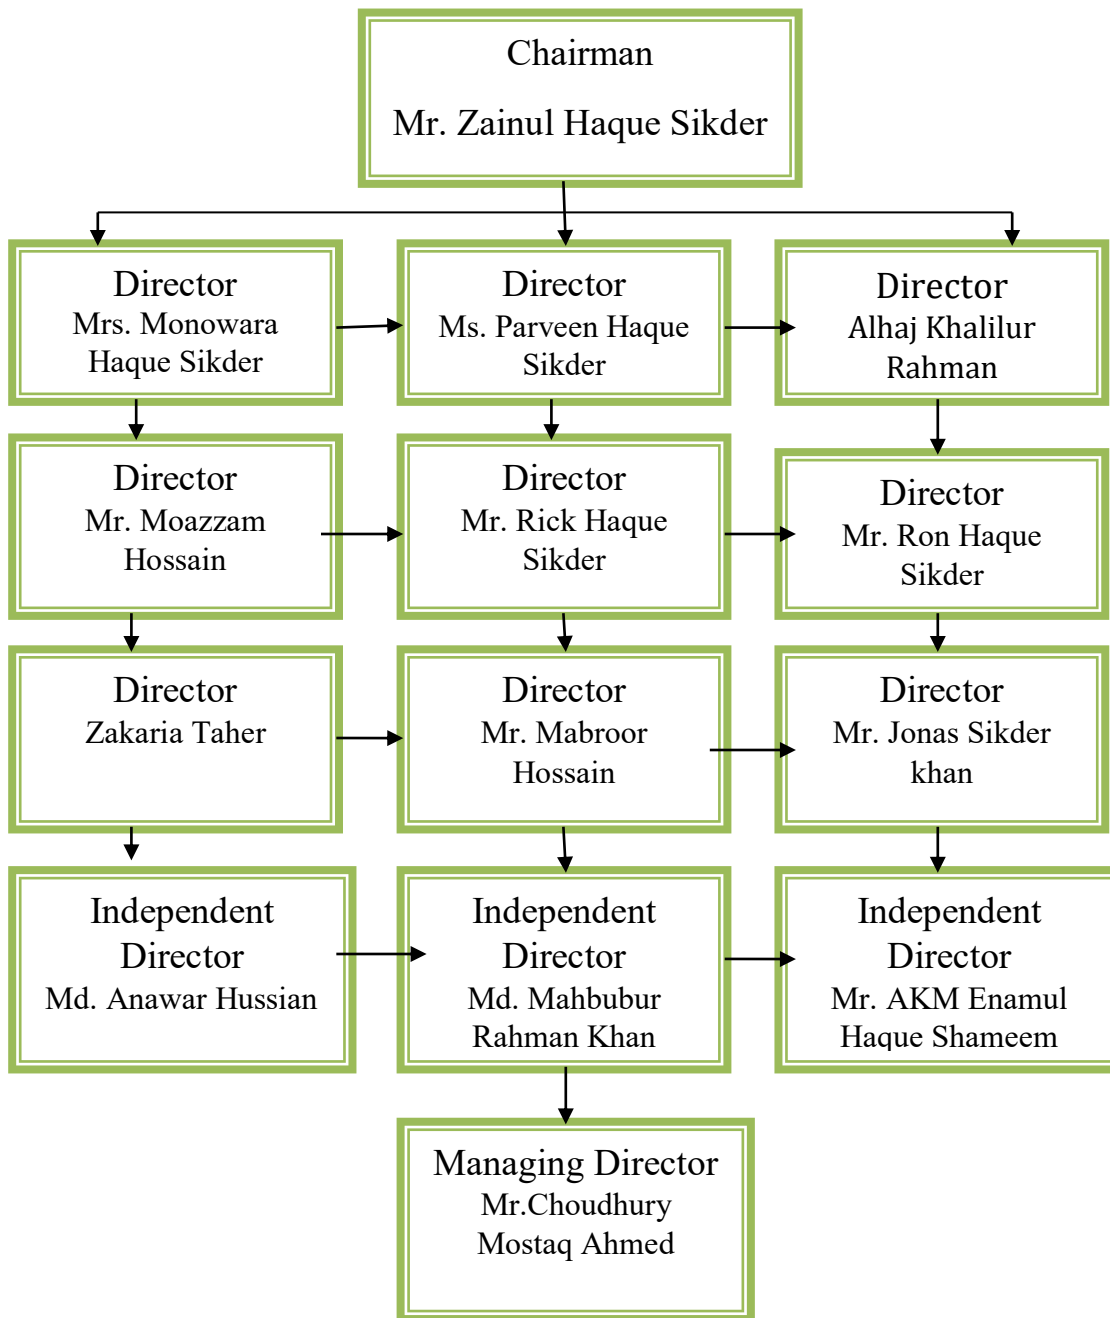 Chairman
Mr. Zainul Haque Sikder
Director
Mrs. Monowara
Haque Sikder
Director
Ms. Parveen Haque
Sikder
Director
Alhaj Khalilur
Rahman
Director
Mr. Moazzam
Hossain
Director
Mr. Rick Haque
Sikder
Director
Mr. Ron Haque
Sikder
Director
Zakaria Taher
Director
Mr. Mabroor
Hossain
Director
Mr. Jonas Sikder
khan
Independent
Director
Md. Anawar Hussian
Independent
Director
Md. Mahbubur
Rahman Khan
Independent
Director
Mr. AKM Enamul
Haque Shameem
Managing Director
Mr.Choudhury
Mostaq Ahmed